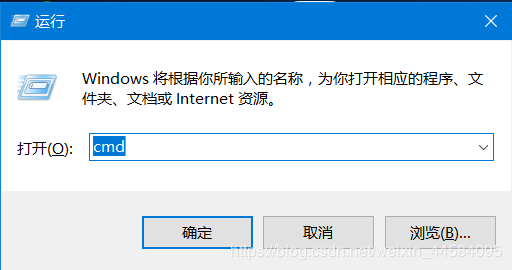 运行
Windows 将根据你所输入的名称，为你打开相应的程序、文
件夹、文档或 Internet 资源。
打开(O): cmd
确定 取消 浏览(B)...
https://blog.csdn.net/weixin_44584095